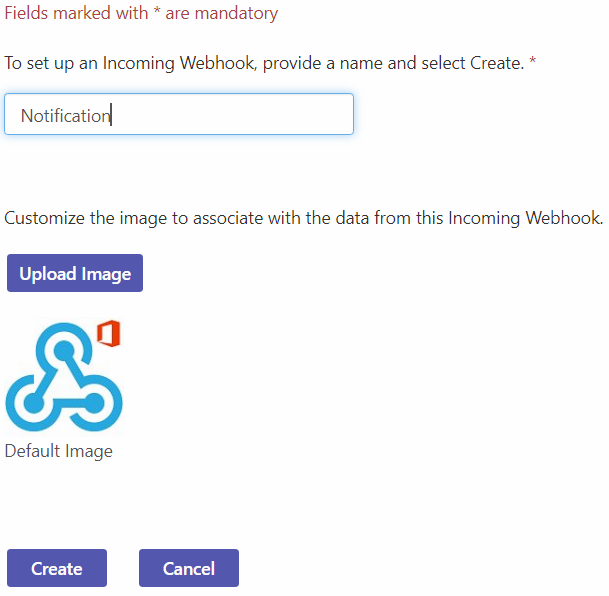 Fields marked with * are mandatory
To set up an Incoming Webhook, provide a name and select Create. *
Notification
Customize the image to associate with the data from this Incoming Webhook.
Upload Image
Default Image
Create
Cancel